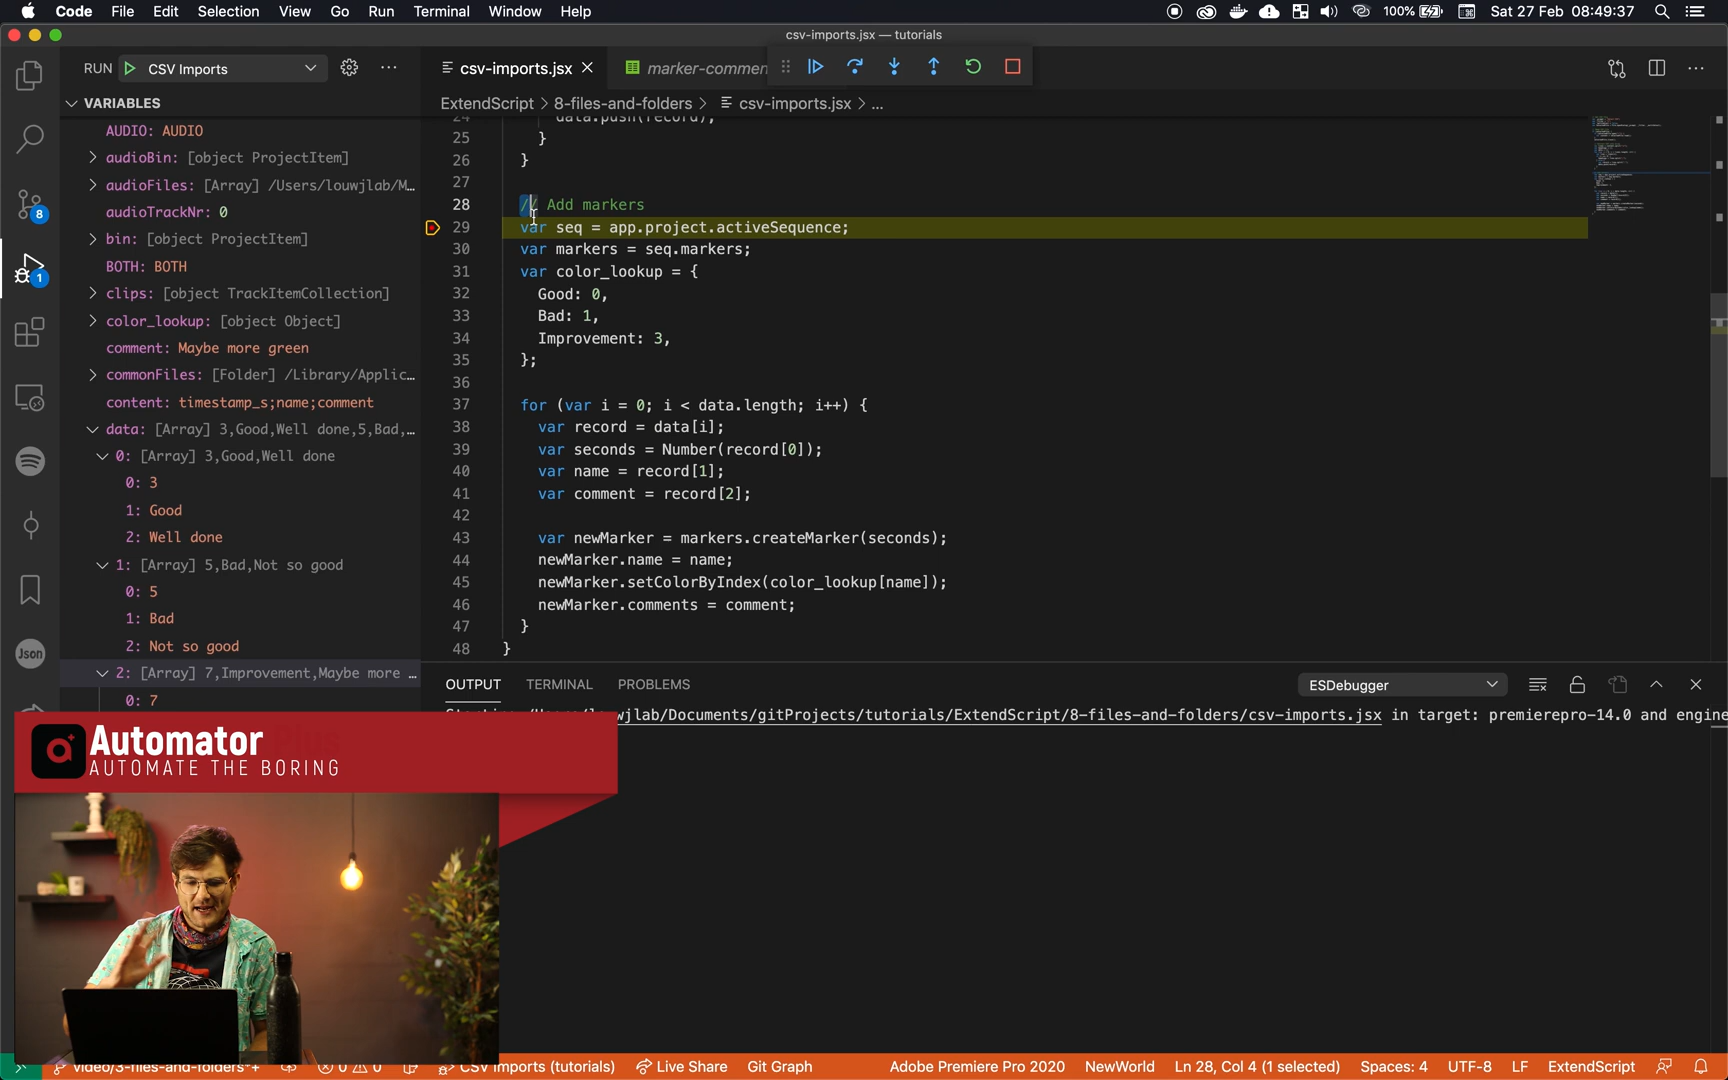 Code File Edit Selection View Go Run Terminal Window Help 100% Sat 27 Feb 08:49:37
csv-imports.jsx — tutorials
RUN CSV Imports
csv-imports.jsx
marker-commen
VARIABLES
ExtendScript > 8-files-and-folders > csv-imports.jsx > ...
AUDIO: AUDIO
audioBin: [object ProjectItem]
audioFiles: [Array] /Users/louwjlab/M...
audioTrackNr: 0
bin: [object ProjectItem]
BOTH: BOTH
clips: [object TrackItemCollection]
color_lookup: [object Object]
comment: Maybe more green
commonFiles: [Folder] /Library/Applic...
content: timestamp_s;name;comment
data: [Array] 3,Good,Well done,5,Bad,...
0: [Array] 3,Good,Well done
0: 3
1: Good
2: Well done
1: [Array] 5,Bad,Not so good
0: 5
1: Bad
2: Not so good
2: [Array] 7,Improvement,Maybe more ...
0: 7
8
1
Json
24 data.push(record);
25 }
26 }
27
28 // Add markers
29 var seq = app.project.activeSequence;
30 var markers = seq.markers;
31 var color_lookup = {
32 Good: 0,
33 Bad: 1,
34 Improvement: 3,
35 };
36
37 for (var i = 0; i < data.length; i++) {
38 var record = data[i];
39 var seconds = Number(record[0]);
40 var name = record[1];
41 var comment = record[2];
42
43 var newMarker = markers.createMarker(seconds);
44 newMarker.name = name;
45 newMarker.setColorByIndex(color_lookup[name]);
46 newMarker.comments = comment;
47 }
48 }
OUTPUT TERMINAL PROBLEMS
ESDebugger
wjlab/Documents/gitProjects/tutorials/ExtendScript/8-files-and-folders/csv-imports.jsx in target: premierepro-14.0 and engine
Automator
AUTOMATE THE BORING
video/3-files-and-folders*+ 0 0 CSV Imports (tutorials) Live Share Git Graph Adobe Premiere Pro 2020 NewWorld Ln 28, Col 4 (1 selected) Spaces: 4 UTF-8 LF ExtendScript